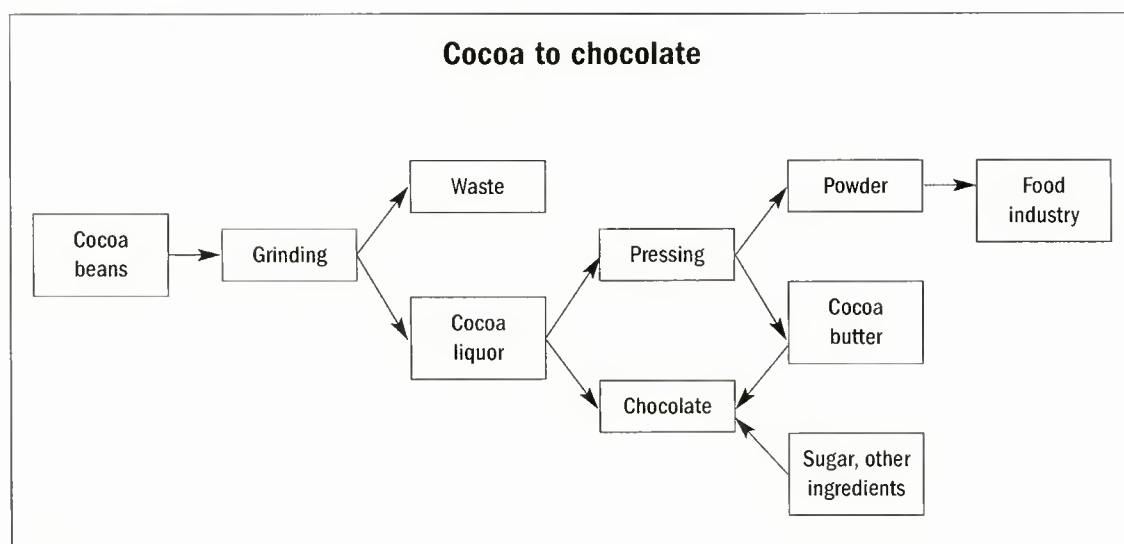 Cocoa to chocolate
Cocoa
beans
Grinding
Waste
Cocoa
liquor
Pressing
Chocolate
Powder
Cocoa
butter
Sugar, other
ingredients
Food
industry